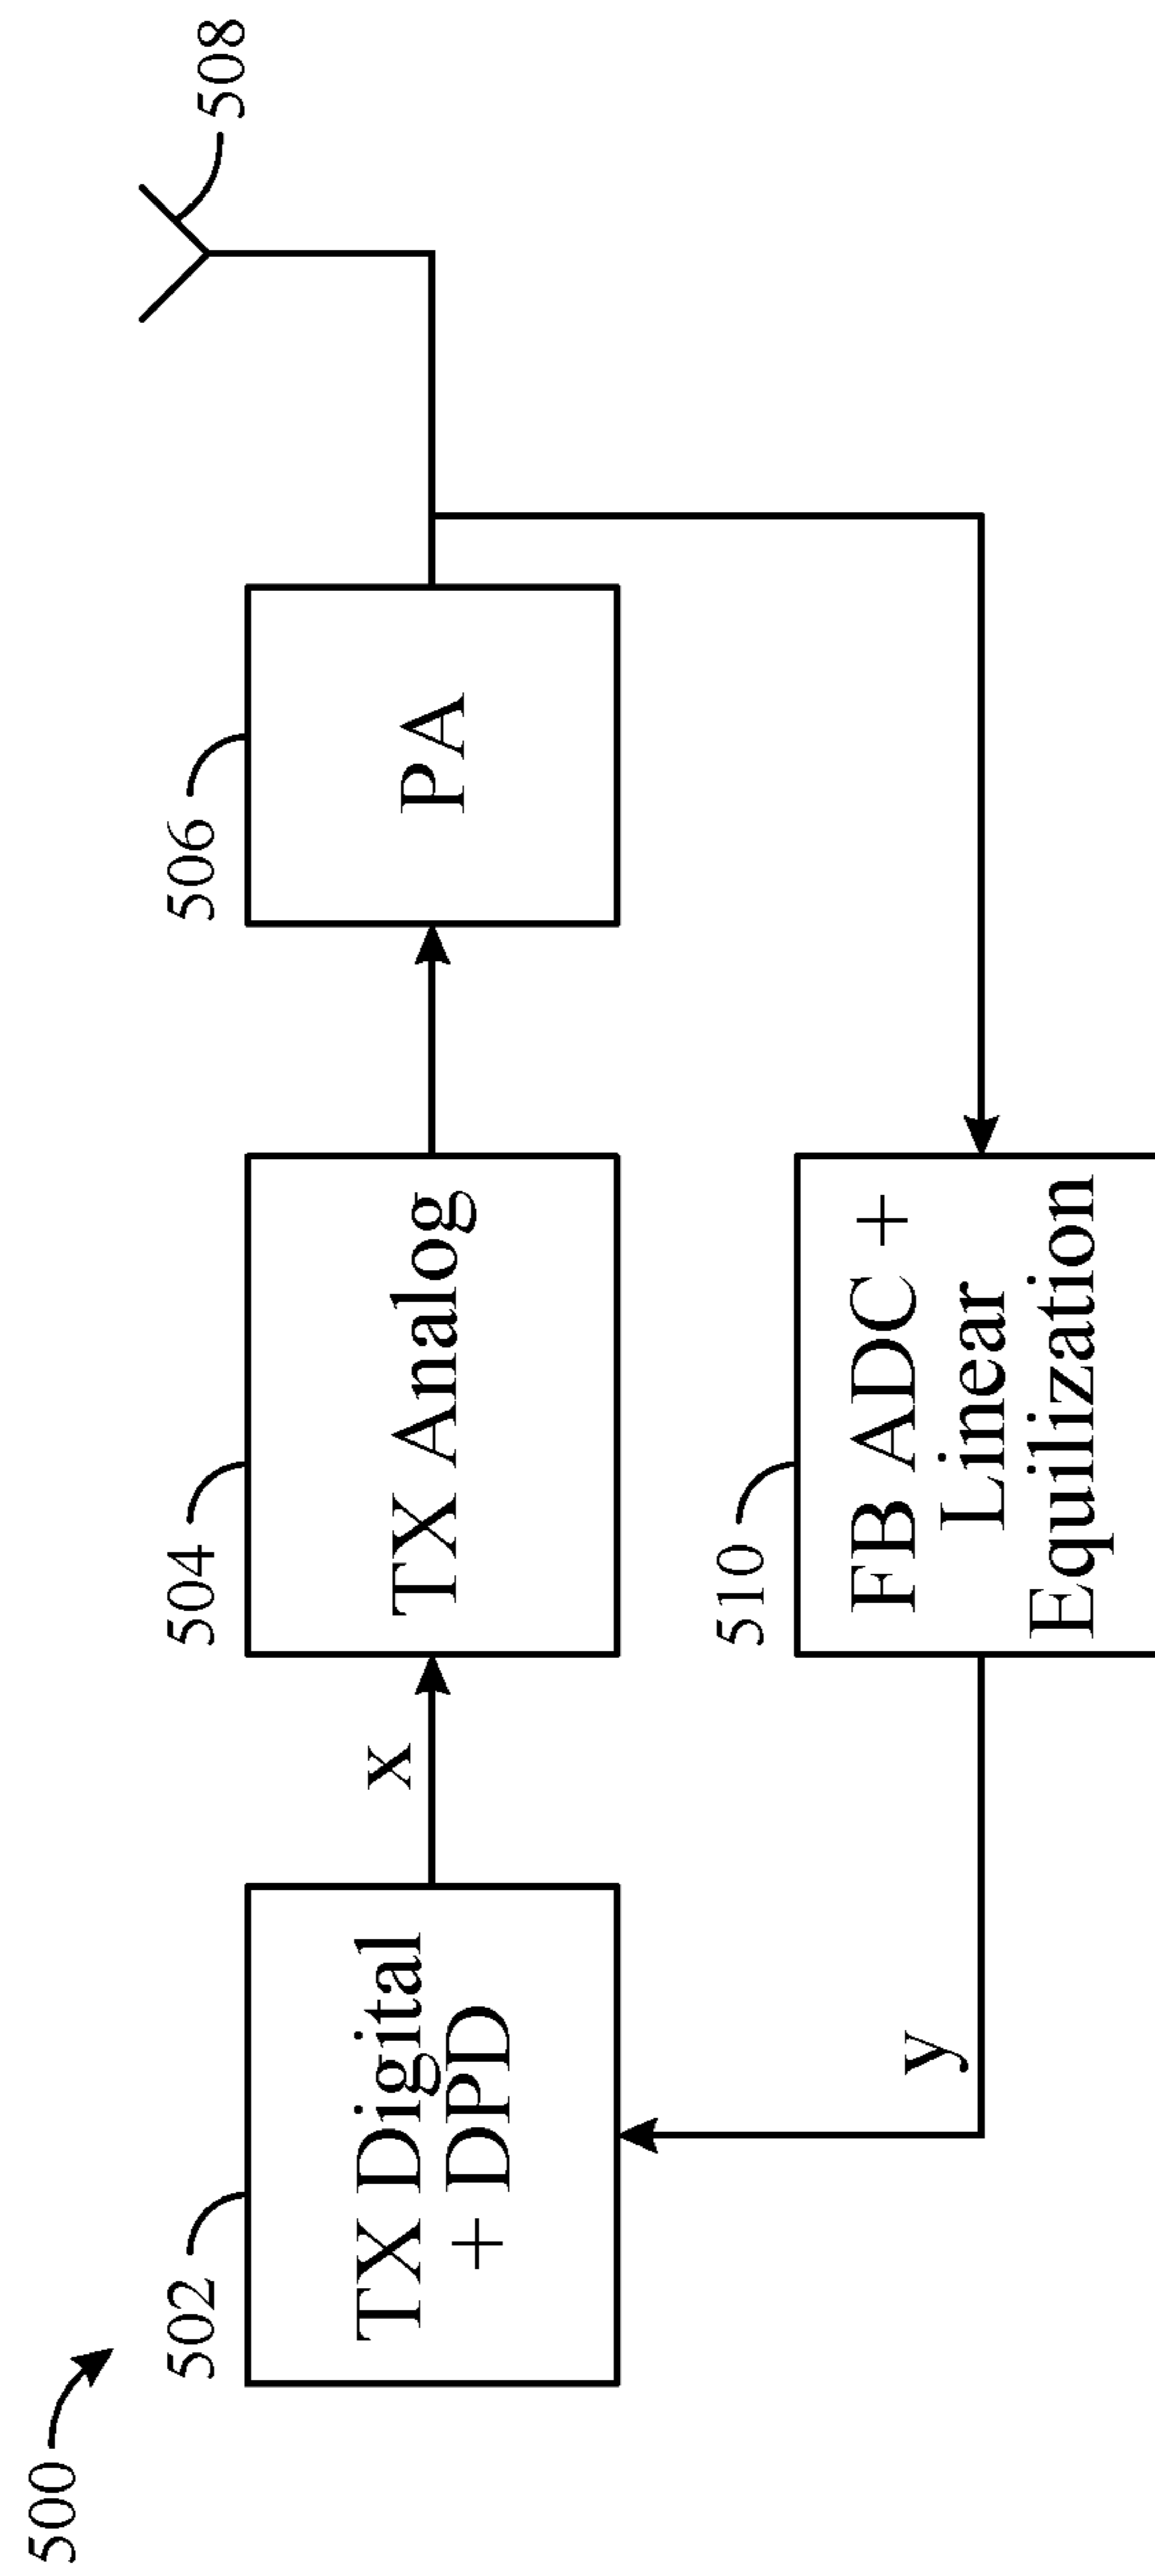 500
502
TX Digital
+ DPD
x
504
TX Analog
506
PA
508
510
FB ADC +
Linear
Equilization
y